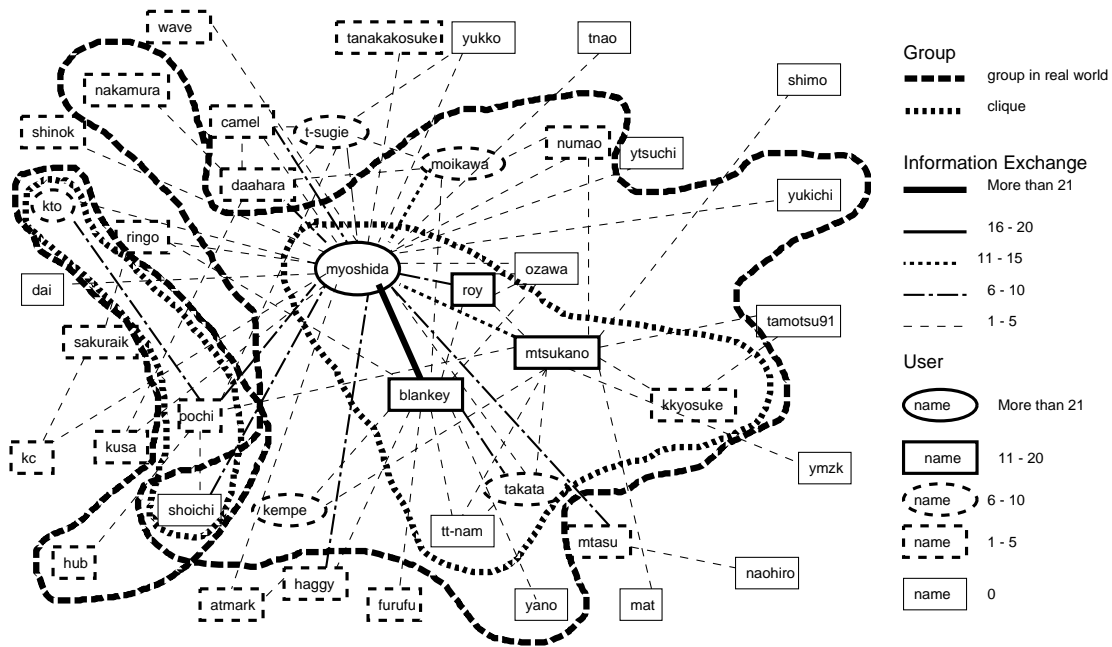 wave
tanakakosuke
yukko
tnao
shimo
nakamura
shinok
camel
t-sugie
moikawa
numao
ytsuchi
daahara
yukichi
kto
ringo
myoshida
ozawa
dai
roy
tamotsu91
sakuraik
mtsukano
blankey
kkyosuke
pochi
kc
kusa
ymzk
takata
shoichi
kempe
tt-nam
mtasu
hub
haggy
naohiro
atmark
furufu
yano
mat
Group
group in real world
clique
Information Exchange
More than 21
16 - 20
11 - 15
6 - 10
1 - 5
User
name More than 21
name 11 - 20
name 6 - 10
name 1 - 5
name 0